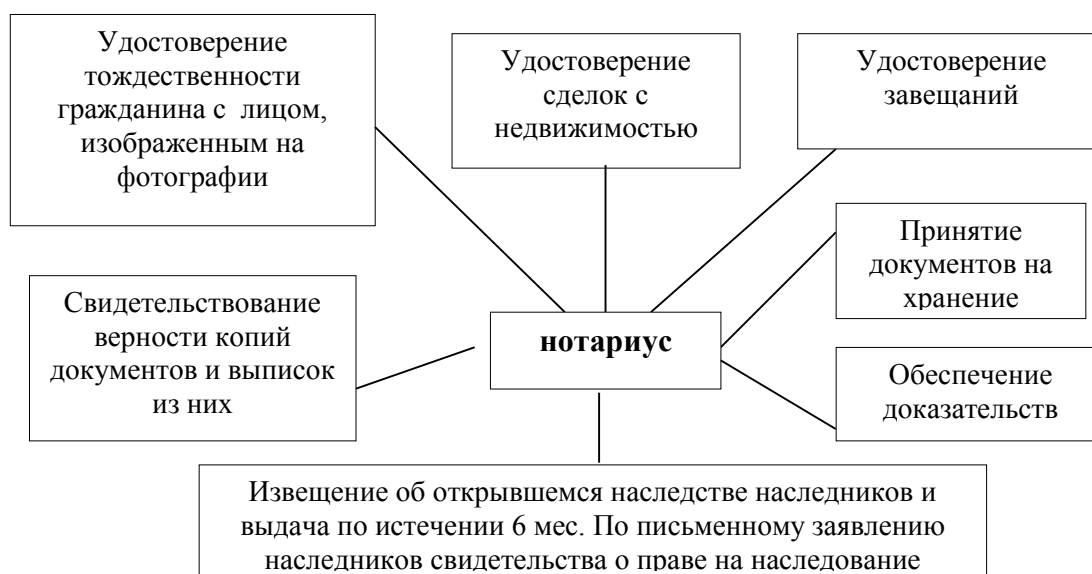 Удостоверение
тождественности
гражданина с лицом,
изображенным на
фотографии
Удостоверение
сделок с
недвижимостью
Удостоверение
завещаний
Принятие
документов на
хранение
Свидетельствование
верности копий
документов и выписок
из них
нотариус
Обеспечение
доказательств
Извещение об открывшемся наследстве наследников и
выдача по истечении 6 мес. По письменному заявлению
наследников свидетельства о праве на наследование